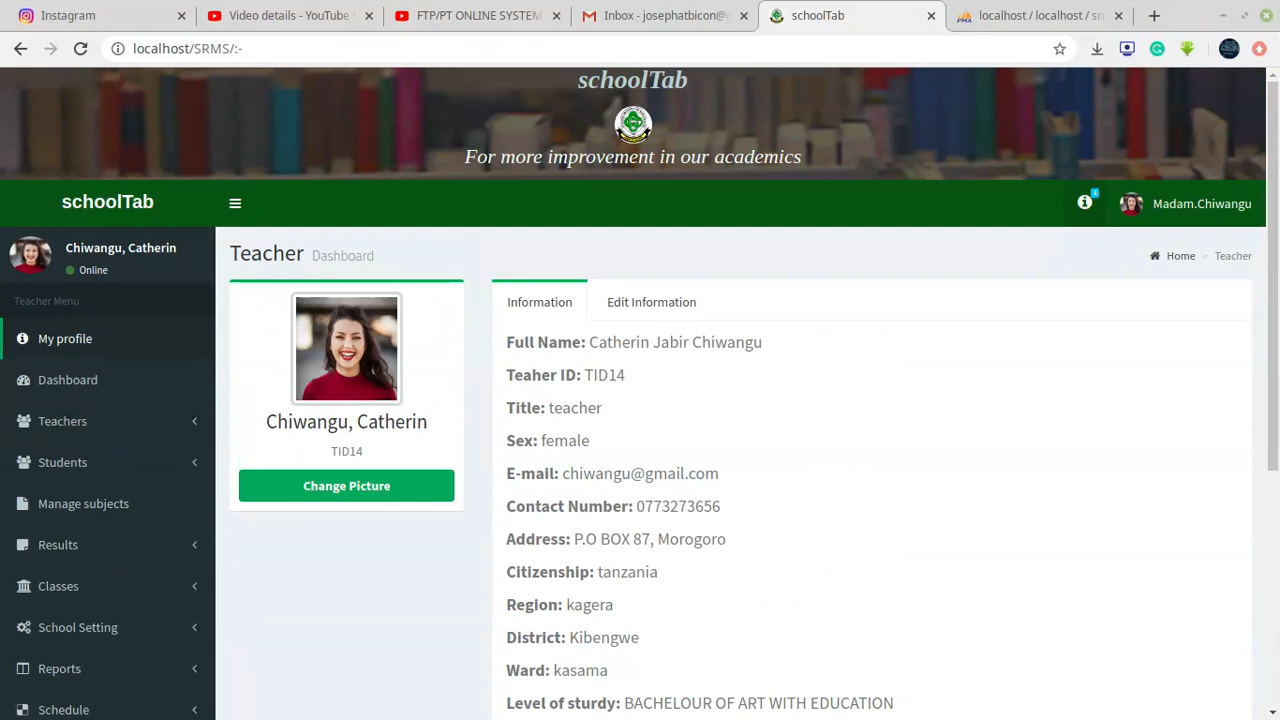 Instagram
Video details - YouTube S
FTP/PT ONLINE SYSTEM
Inbox - josephatbicon@g
schoolTab
localhost / localhost / srm
localhost/SRMS/:-
schoolTab
For more improvement in our academics
schoolTab
1
Madam.Chiwangu
Chiwangu, Catherin
Online
Teacher Menu
My profile
Dashboard
Teachers
Students
Manage subjects
Results
Classes
School Setting
Reports
Schedule
Teacher Dashboard
Home
Teacher
Chiwangu, Catherin
TID14
Change Picture
Information
Edit Information
Full Name: Catherin Jabir Chiwangu
Teaher ID: TID14
Title: teacher
Sex: female
E-mail: chiwangu@gmail.com
Contact Number: 0773273656
Address: P.O BOX 87, Morogoro
Citizenship: tanzania
Region: kagera
District: Kibengwe
Ward: kasama
Level of sturdy: BACHELOUR OF ART WITH EDUCATION